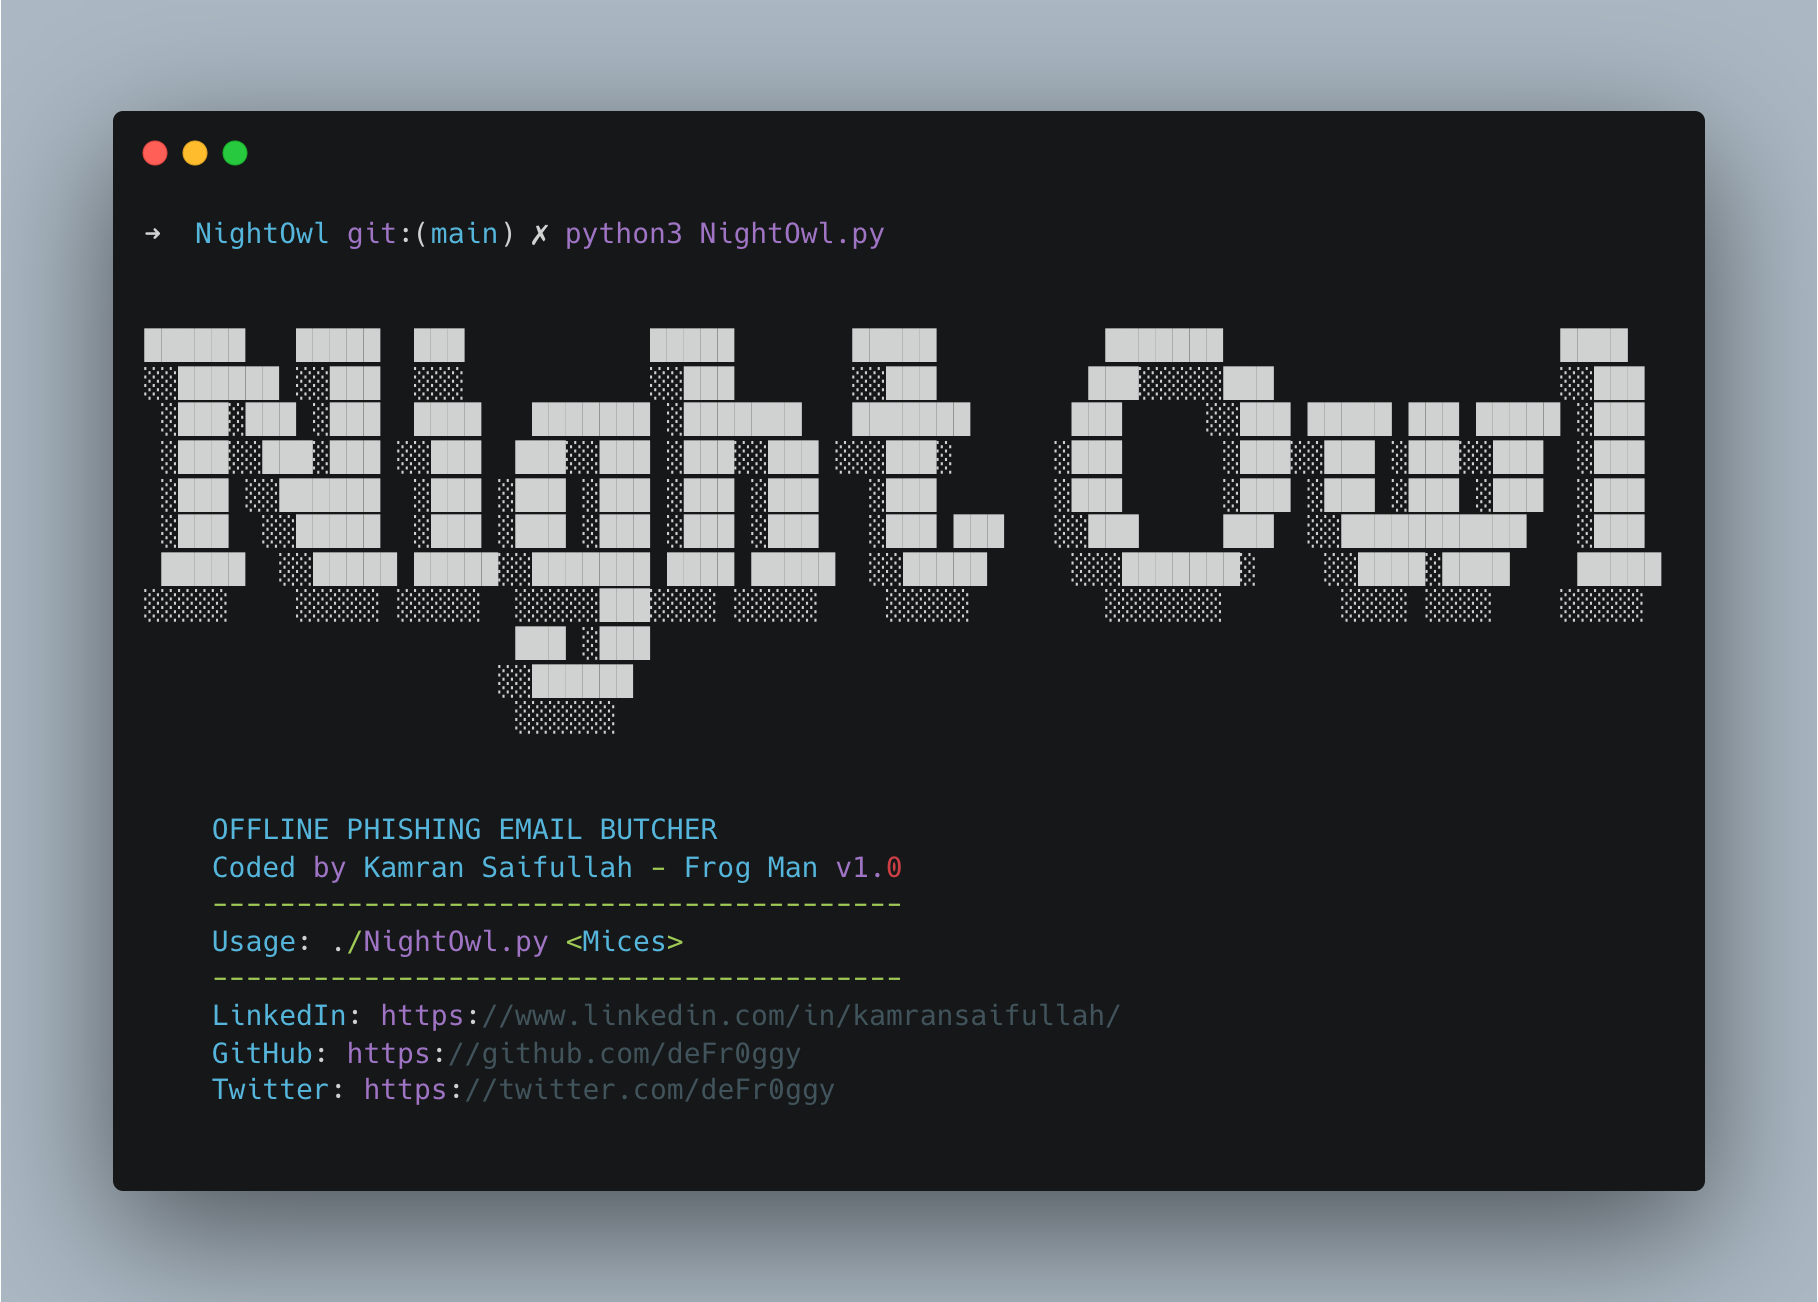 ➜  NightOwl git:(main) ✗ python3 NightOwl.py
Night Owl
OFFLINE PHISHING EMAIL BUTCHER
Coded by Kamran Saifullah - Frog Man v1.0
-----------------------------------------
Usage: ./NightOwl.py <Mices>
-----------------------------------------
LinkedIn: https://www.linkedin.com/in/kamransaifullah/
GitHub: https://github.com/deFr0ggy
Twitter: https://twitter.com/deFr0ggy